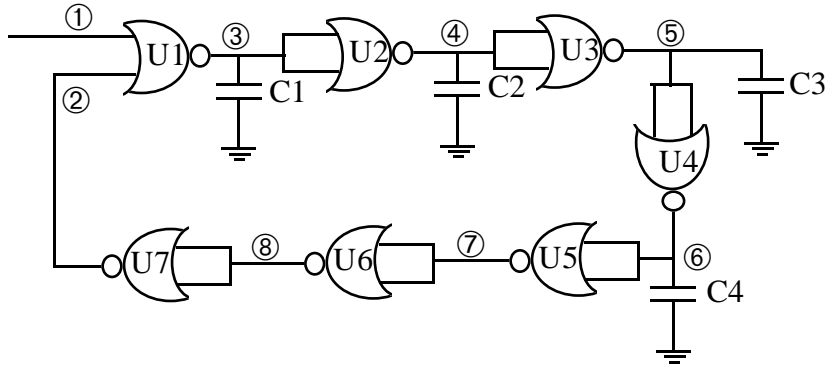 ①
U1
③
U2
④
U3
⑤
②
C1
C2
C3
U4
U7
⑧
U6
⑦
U5
⑥
C4